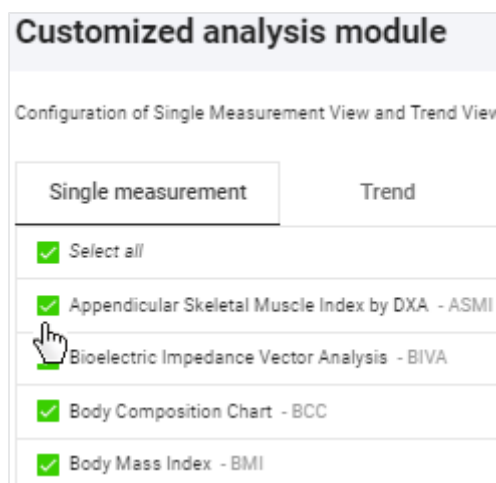 Customized analysis module
Configuration of Single Measurement View and Trend View
Single measurement Trend
Select all
Appendicular Skeletal Muscle Index by DXA - ASMI
Bioelectric Impedance Vector Analysis - BIVA
Body Composition Chart - BCC
Body Mass Index - BMI